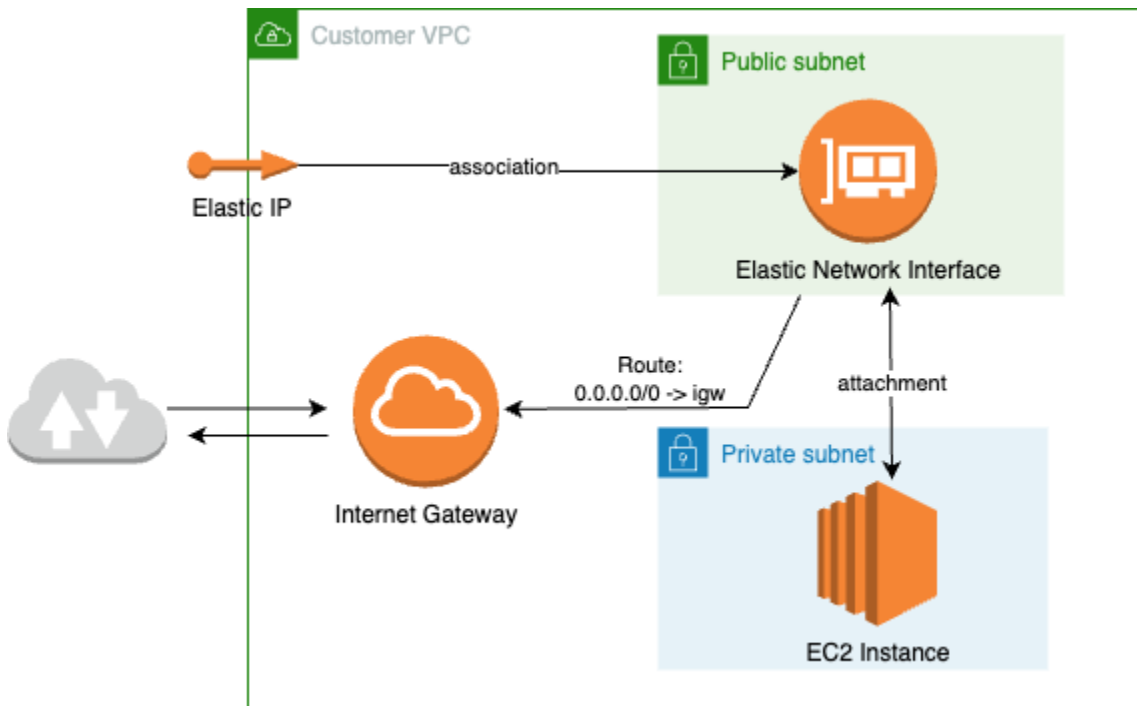 Customer VPC
Public subnet
association
Elastic IP
Elastic Network Interface
Route:
0.0.0.0/0 -> igw
attachment
Private subnet
Internet Gateway
EC2 Instance